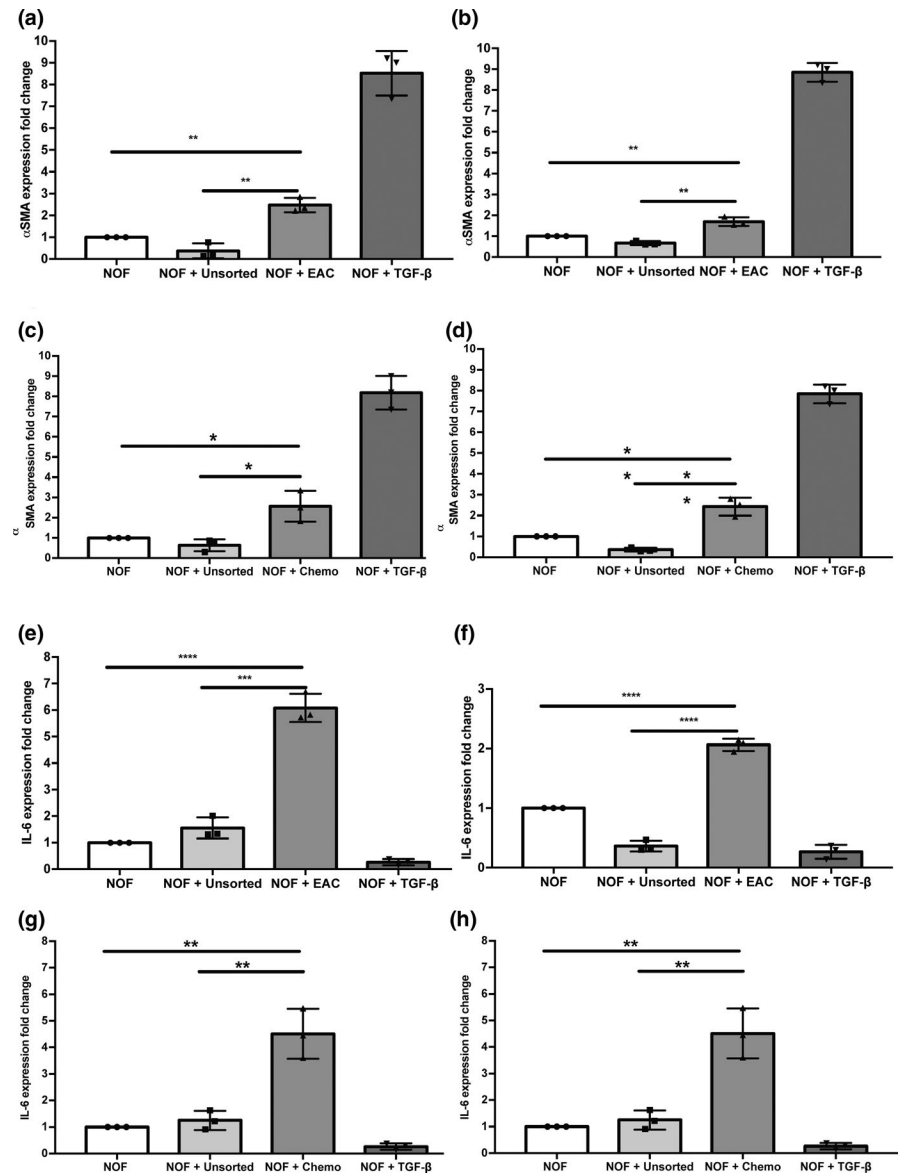 (a)
αSMA expression fold change
10
9
8
7
6
5
4
3
2
1
0
**
**
NOF
NOF + Unsorted
NOF + EAC
NOF + TGF-β
(b)
αSMA expression fold change
10
9
8
7
6
5
4
3
2
1
0
**
**
NOF
NOF + Unsorted
NOF + EAC
NOF + TGF-β
(c)
α
SMA expression fold change
10
9
8
7
6
5
4
3
2
1
0
*
*
NOF
NOF + Unsorted
NOF + Chemo
NOF + TGF-β
(d)
α
SMA expression fold change
10
9
8
7
6
5
4
3
2
1
0
*
* *
*
NOF
NOF + Unsorted
NOF + Chemo
NOF + TGF-β
(e)
IL-6 expression fold change
8
7
6
5
4
3
2
1
0
****
***
NOF
NOF + Unsorted
NOF + EAC
NOF + TGF-β
(f)
IL-6 expression fold change
3
2
1
0
****
****
NOF
NOF + Unsorted
NOF + EAC
NOF + TGF-β
(g)
IL-6 expression fold change
8
7
6
5
4
3
2
1
0
**
**
NOF
NOF + Unsorted
NOF + Chemo
NOF + TGF-β
(h)
IL-6 expression fold change
8
7
6
5
4
3
2
1
0
**
**
NOF
NOF + Unsorted
NOF + Chemo
NOF + TGF-β